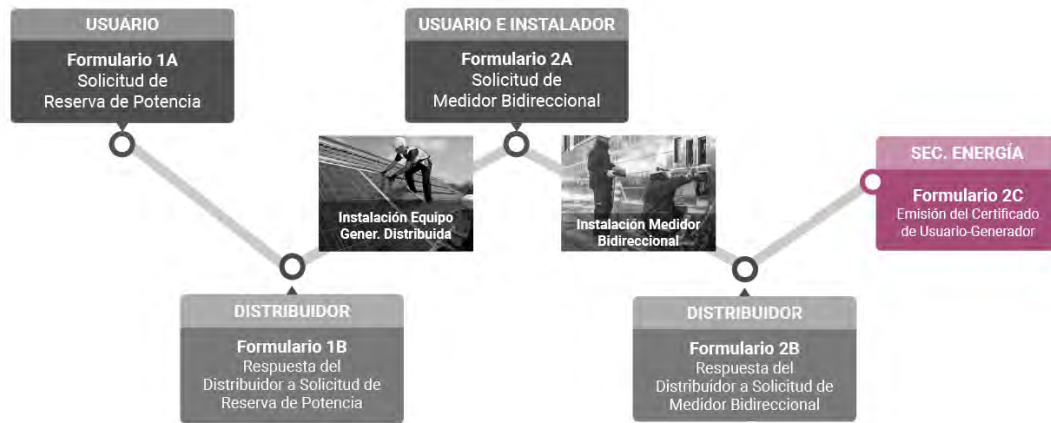 USUARIO
Formulario 1A
Solicitud de
Reserva de Potencia
USUARIO E INSTALADOR
Formulario 2A
Solicitud de
Medidor Bidireccional
Instalación Equipo
Gener. Distribuida
Instalación Medidor
Bidireccional
SEC. ENERGÍA
Formulario 2C
Emisión del Certificado
de Usuario-Generador
DISTRIBUIDOR
Formulario 1B
Respuesta del
Distribuidor a Solicitud de
Reserva de Potencia
DISTRIBUIDOR
Formulario 2B
Respuesta del
Distribuidor a Solicitud de
Medidor Bidireccional